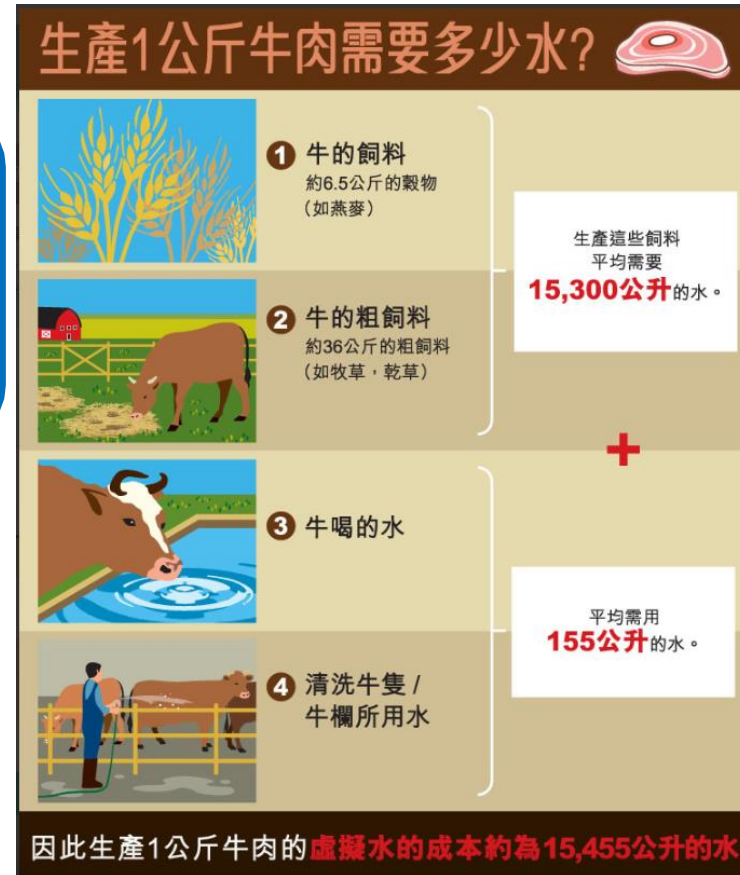 生產1公斤牛肉需要多少水?
1 牛的飼料
約6.5公斤的穀物
（如燕麥）
生產這些飼料
平均需要
15,300公升的水。
2 牛的粗飼料
約36公斤的粗飼料
（如牧草，乾草）
+
3 牛喝的水
平均需用
155公升的水。
4 清洗牛隻 /
牛欄所用水
因此生產1公斤牛肉的虛擬水的成本約為15,455公升的水